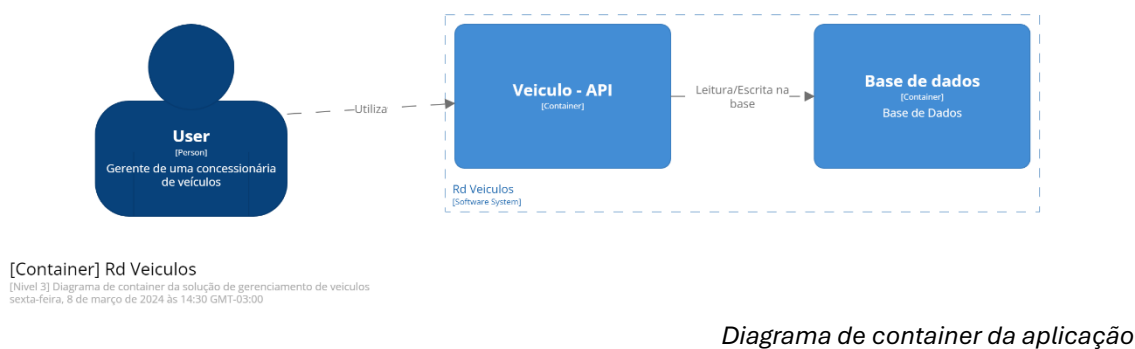 User
[Person]
Gerente de uma concessionária
de veículos
Utiliza
Veiculo - API
[Container]
Leitura/Escrita na
base
Base de dados
[Container]
Base de Dados
Rd Veiculos
[Software System]
[Container] Rd Veiculos
[Nivel 3] Diagrama de container da solução de gerenciamento de veiculos
sexta-feira, 8 de março de 2024 às 14:30 GMT-03:00
Diagrama de container da aplicação